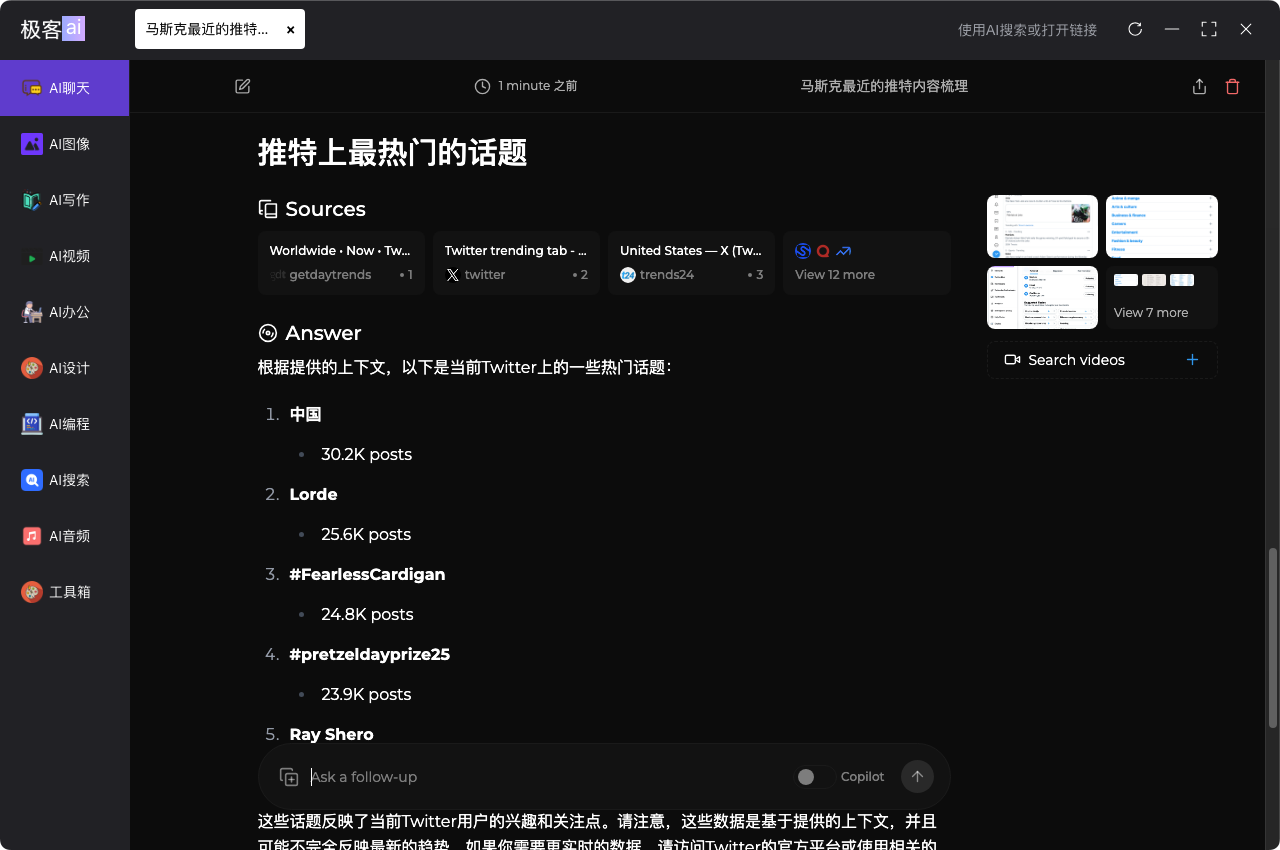 极客ai
马斯克最近的推特... ×
使用AI搜索或打开链接
AI聊天
AI图像
AI写作
AI视频
AI办公
AI设计
AI编程
AI搜索
AI音频
工具箱
1 minute 之前
马斯克最近的推特内容梳理
推特上最热门的话题
Sources
Worldwide • Now • Tw...
getdaytrends • 1
Twitter trending tab - ...
twitter • 2
United States — X (Tw...
t24 trends24 • 3
View 12 more
View 7 more
Search videos
Answer
根据提供的上下文，以下是当前Twitter上的一些热门话题：
1. 中国
• 30.2K posts
2. Lorde
• 25.6K posts
3. #FearlessCardigan
• 24.8K posts
4. #pretzeldayprize25
• 23.9K posts
5. Ray Shero
Ask a follow-up
Copilot
这些话题反映了当前Twitter用户的兴趣和关注点。请注意，这些数据是基于提供的上下文，并且
可能不完全反映最新的趋势。如果你需要更实时的数据，请访问Twitter的官方平台或使用相关的